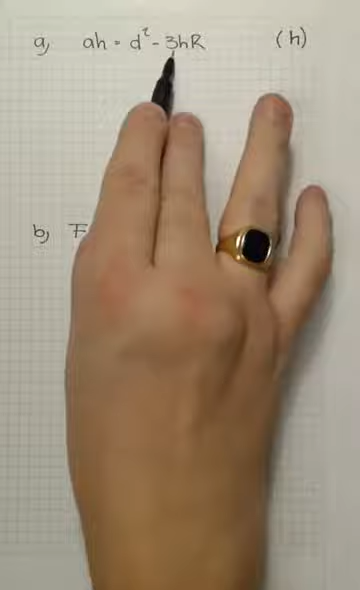 a, ah = d² - 3hR (h)
b, F